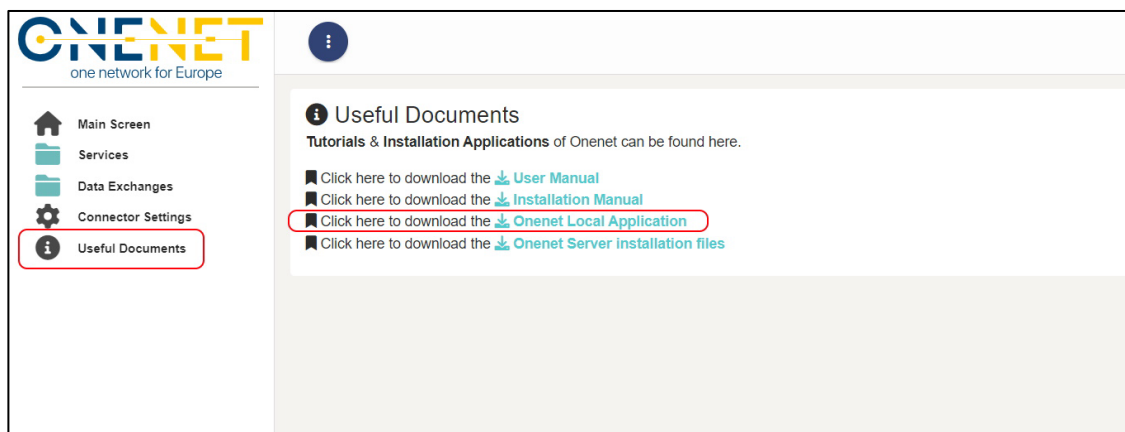 ONENET
one network for Europe
Main Screen
Services
Data Exchanges
Connector Settings
Useful Documents
Useful Documents
Tutorials & Installation Applications of Onenet can be found here.
Click here to download the User Manual
Click here to download the Installation Manual
Click here to download the Onenet Local Application
Click here to download the Onenet Server installation files